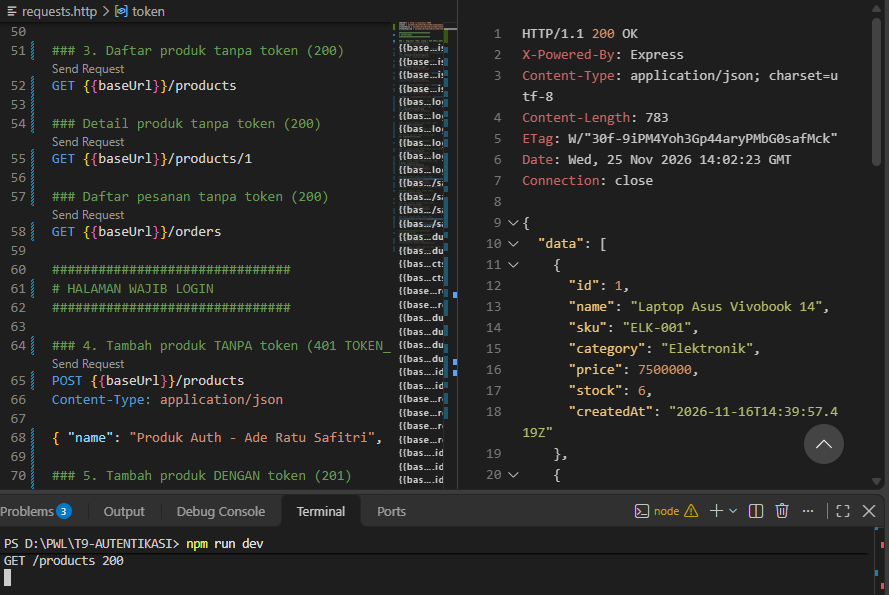 requests.http > token
50
51 ### 3. Daftar produk tanpa token (200)
Send Request
52 GET {{baseUrl}}/products
53
54 ### Detail produk tanpa token (200)
Send Request
55 GET {{baseUrl}}/products/1
56
57 ### Daftar pesanan tanpa token (200)
Send Request
58 GET {{baseUrl}}/orders
59
60 ###############################
61 # HALAMAN WAJIB LOGIN
62 ###############################
63
64 ### 4. Tambah produk TANPA token (401 TOKEN_
Send Request
65 POST {{baseUrl}}/products
66 Content-Type: application/json
67
68 { "name": "Produk Auth - Ade Ratu Safitri",
69
70 ### 5. Tambah produk DENGAN token (201)
1 HTTP/1.1 200 OK
2 X-Powered-By: Express
3 Content-Type: application/json; charset=u
tf-8
4 Content-Length: 783
5 ETag: W/"30f-9iPM4Yoh3Gp44aryPMbG0safMck"
6 Date: Wed, 25 Nov 2026 14:02:23 GMT
7 Connection: close
8
9 {
10 "data": [
11 {
12 "id": 1,
13 "name": "Laptop Asus Vivobook 14",
14 "sku": "ELK-001",
15 "category": "Elektronik",
16 "price": 7500000,
17 "stock": 6,
18 "createdAt": "2026-11-16T14:39:57.4
19Z"
19 },
20 {
Problems 3 Output Debug Console Terminal Ports node
PS D:\PWL\T9-AUTENTIKASI> npm run dev
GET /products 200